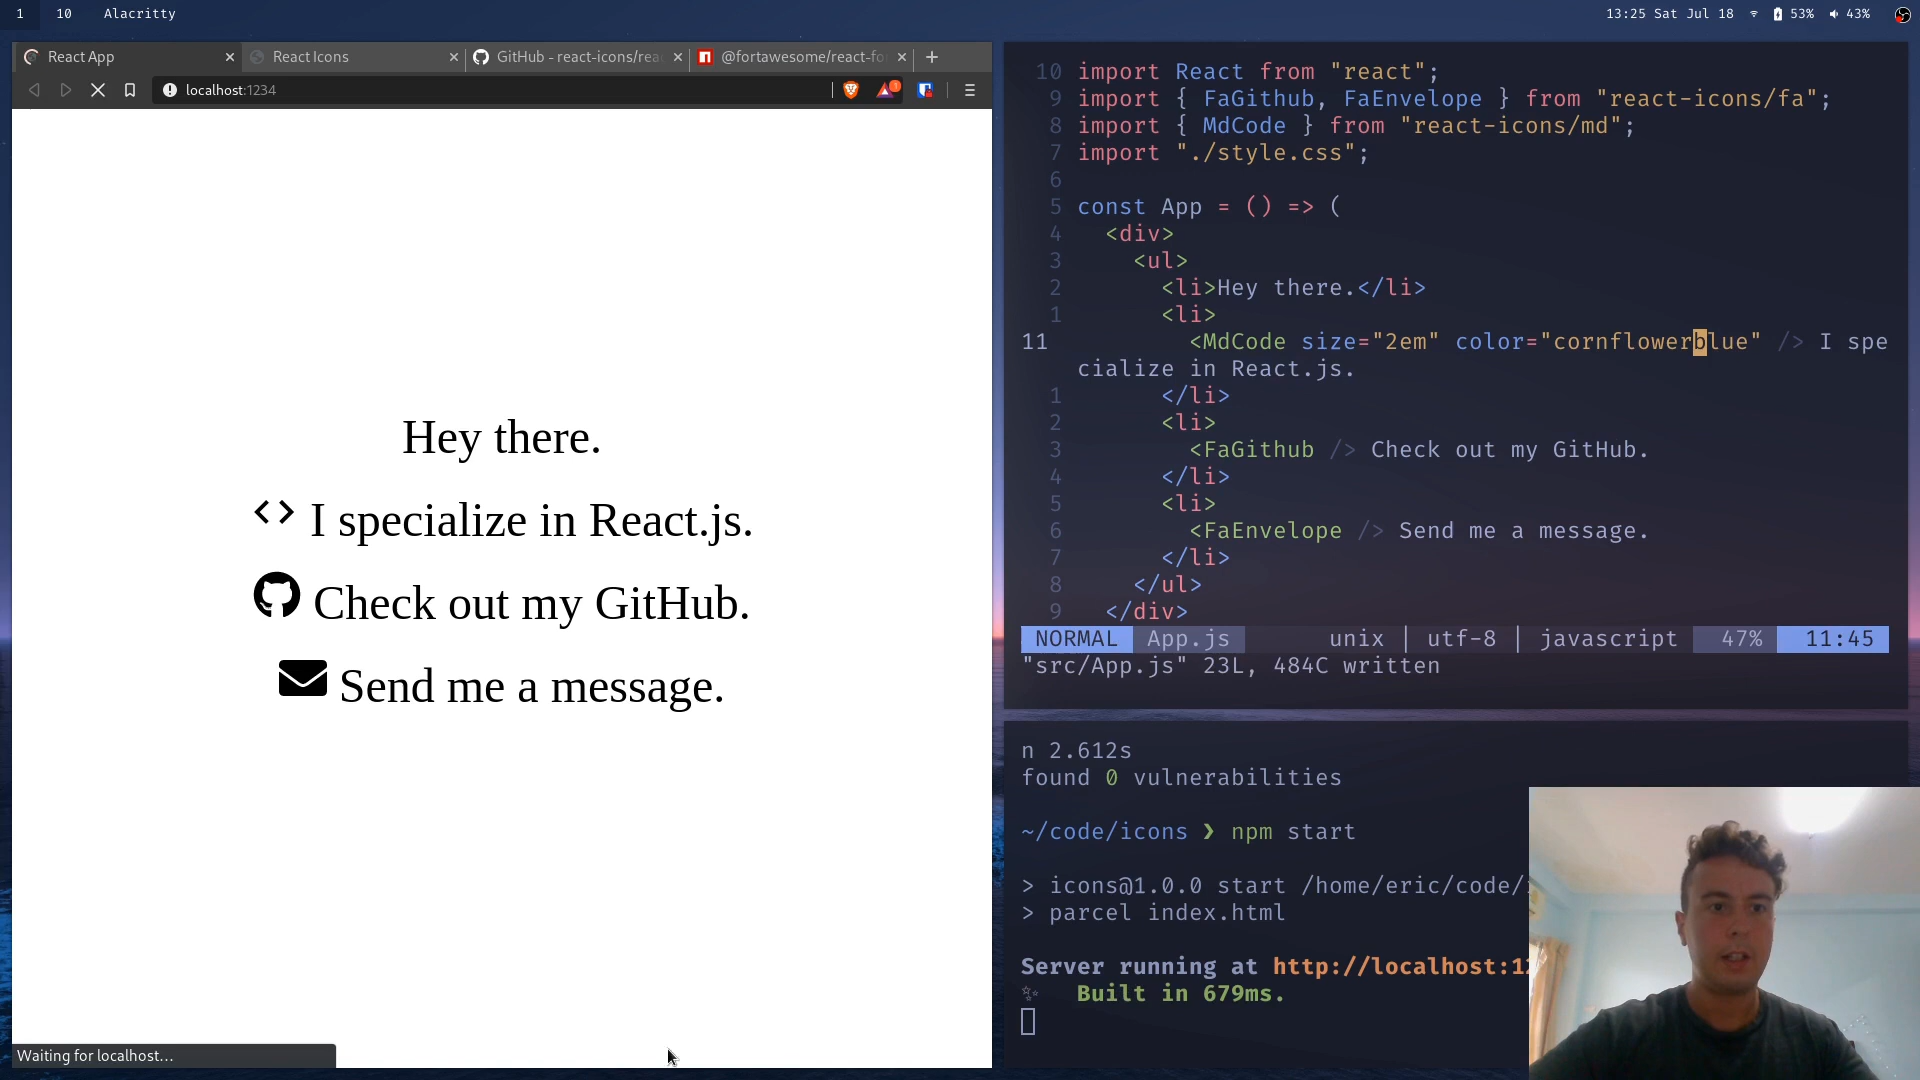 1 10 Alacritty
13:25 Sat Jul 18 53% 43%
React App
React Icons
GitHub - react-icons/rea
@fortawesome/react-fo
localhost:1234
Hey there.
I specialize in React.js.
Check out my GitHub.
Send me a message.
Waiting for localhost...
10 import React from "react";
9 import { FaGithub, FaEnvelope } from "react-icons/fa";
8 import { MdCode } from "react-icons/md";
7 import "./style.css";
6
5 const App = () => (
4 <div>
3 <ul>
2 <li>Hey there.</li>
1 <li>
11 <MdCode size="2em" color="cornflowerblue" /> I spe
cialize in React.js.
1 </li>
2 <li>
3 <FaGithub /> Check out my GitHub.
4 </li>
5 <li>
6 <FaEnvelope /> Send me a message.
7 </li>
8 </ul>
9 </div>
NORMAL App.js unix | utf-8 | javascript 47% 11:45
"src/App.js" 23L, 484C written
n 2.612s
found 0 vulnerabilities
~/code/icons ❯ npm start
> icons@1.0.0 start /home/eric/code/
> parcel index.html
Server running at http://localhost:12
✨ Built in 679ms.